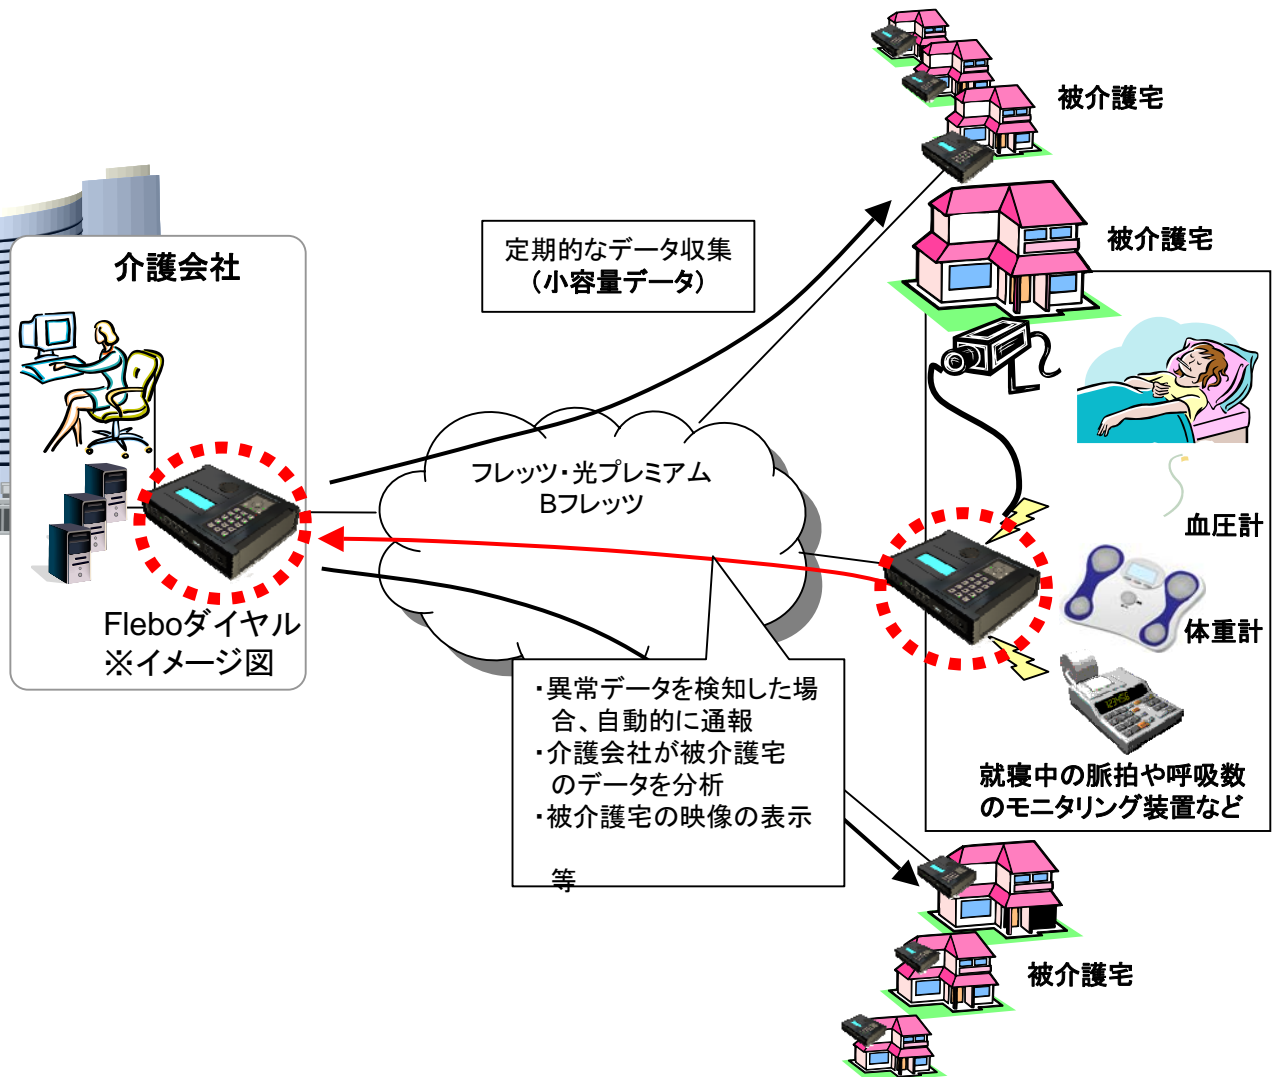 被介護宅
被介護宅
定期的なデータ収集
（小容量データ）
介護会社
フレッツ・光プレミアム
Bフレッツ
血圧計
体重計
Fleboダイヤル
※イメージ図
・異常データを検知した場
合、自動的に通報
・介護会社が被介護宅
のデータを分析
・被介護宅の映像の表示
等
就寝中の脈拍や呼吸数
のモニタリング装置など
被介護宅